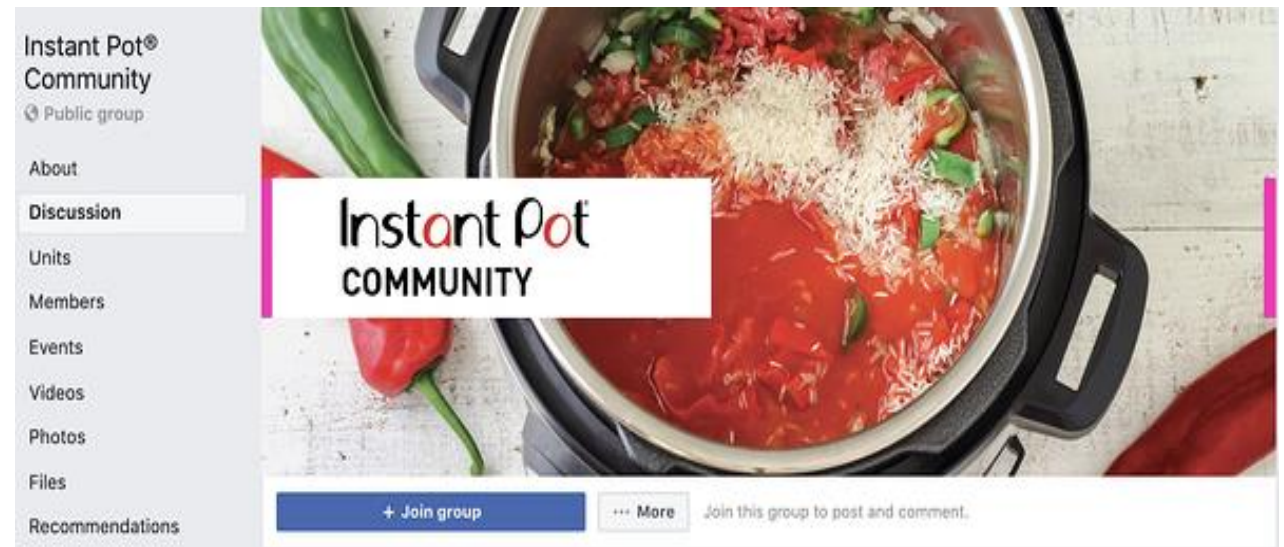 Instant Pot®
Community
Public group
About
Discussion
Units
Members
Events
Videos
Photos
Files
Recommendations
Instant Pot
COMMUNITY
+ Join group
··· More
Join this group to post and comment.